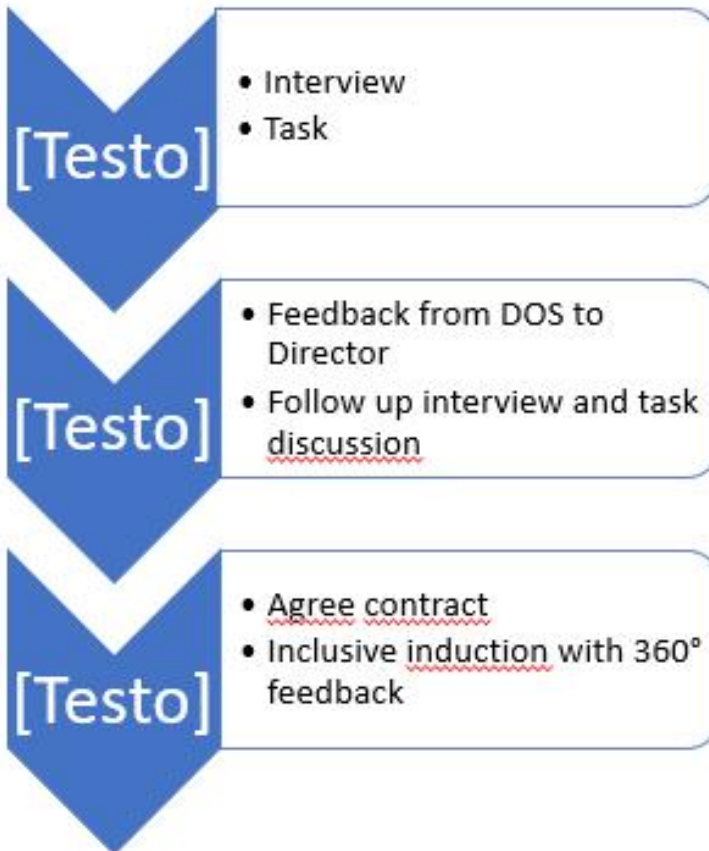 [Testo]
• Interview
• Task
[Testo]
• Feedback from DOS to
Director
• Follow up interview and task
discussion
[Testo]
• Agree contract
• Inclusive induction with 360°
feedback